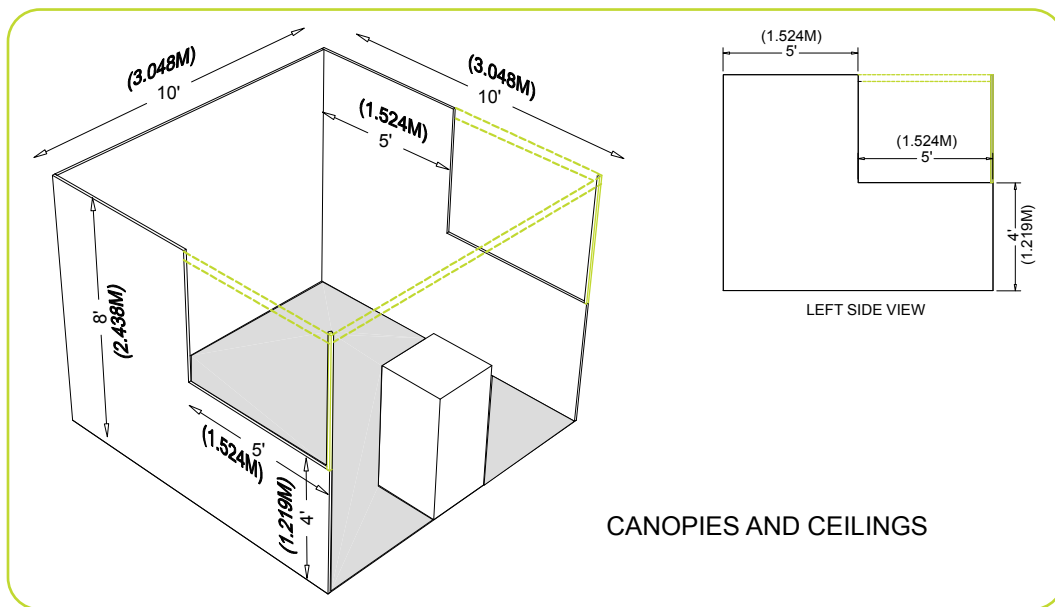 (3.048M)
10'
(3.048M)
10'
(1.524M)
5'
8'
(2.438M)
5'
(1.524M)
4'
(1.219M)
(1.524M)
5'
(1.524M)
5'
4'
(1.219M)
LEFT SIDE VIEW
CANOPIES AND CEILINGS